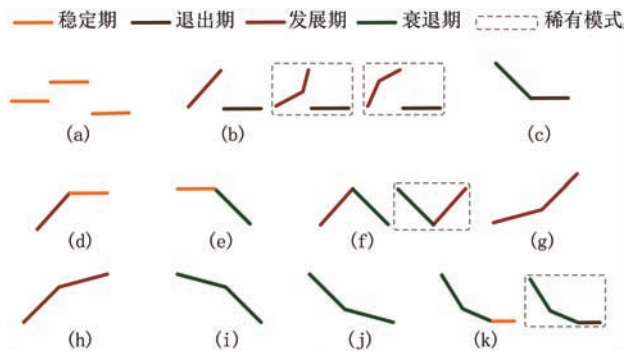 稳定期 退出期 发展期 衰退期 稀有模式
(a) (b) (c)
(d) (e) (f) (g)
(h) (i) (j) (k)